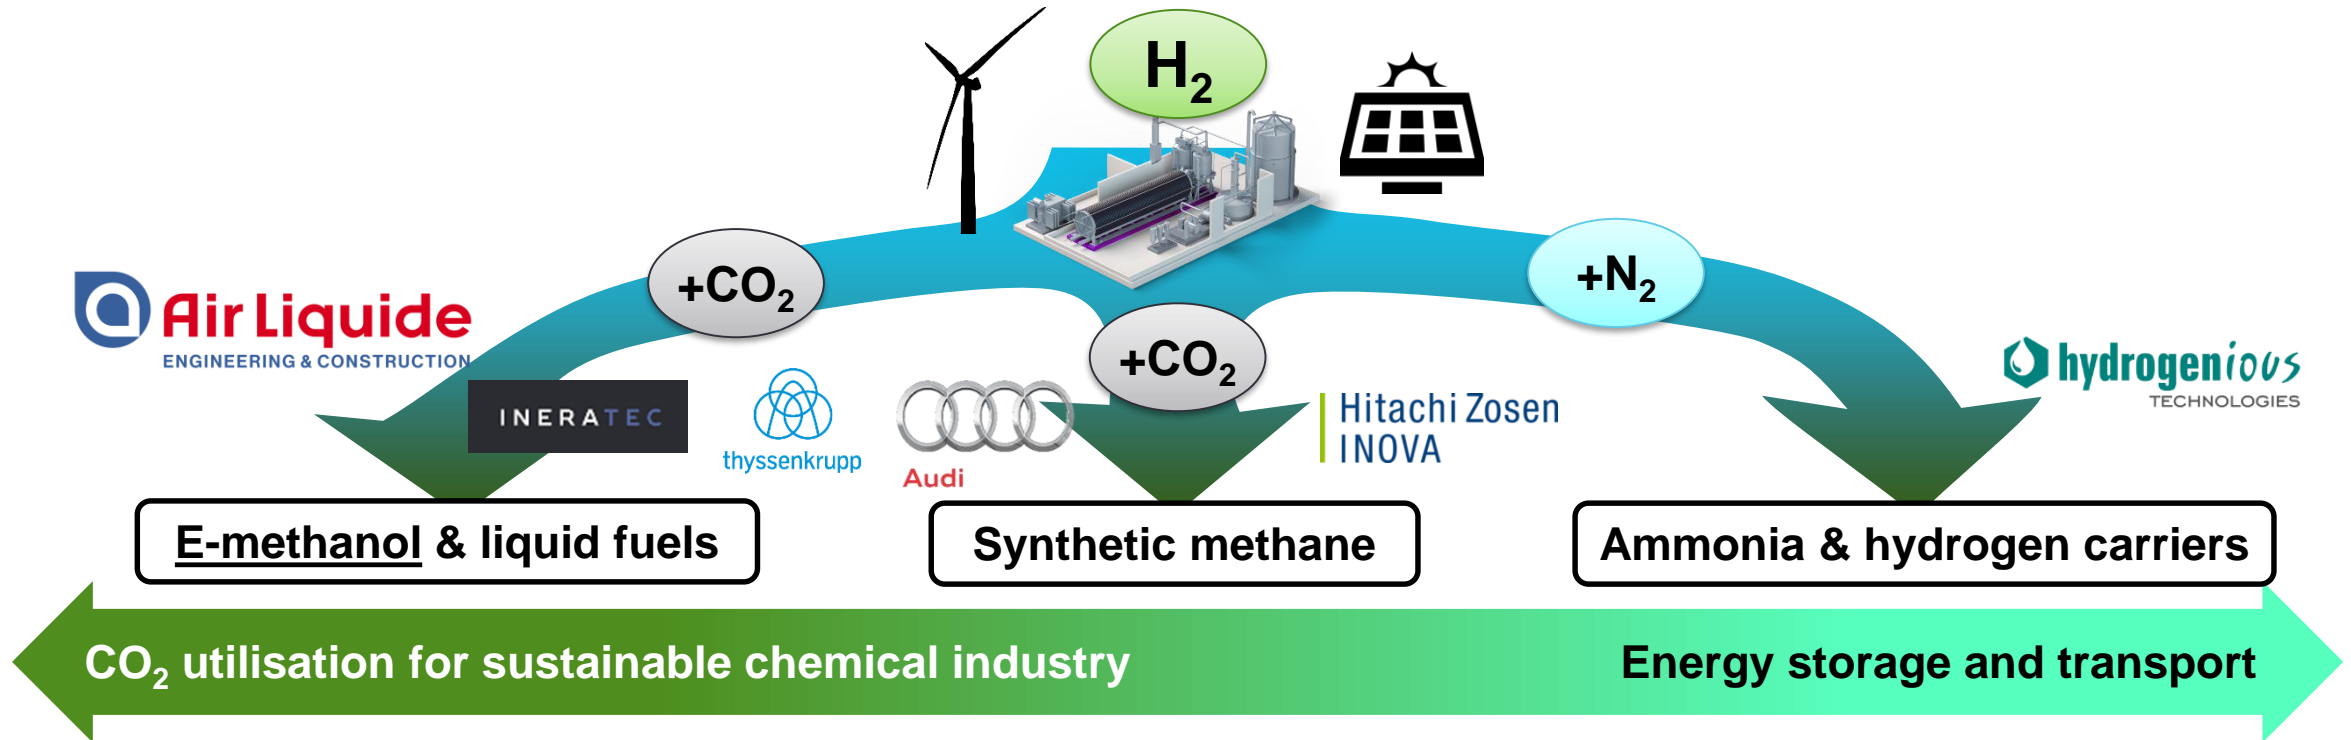 H₂
+CO₂
+N₂
+CO₂
Air Liquide
ENGINEERING & CONSTRUCTION
INERATEC
thyssenkrupp
Audi
Hitachi Zosen
INOVA
hydrogenious
TECHNOLOGIES
E-methanol & liquid fuels
Synthetic methane
Ammonia & hydrogen carriers
CO₂ utilisation for sustainable chemical industry
Energy storage and transport